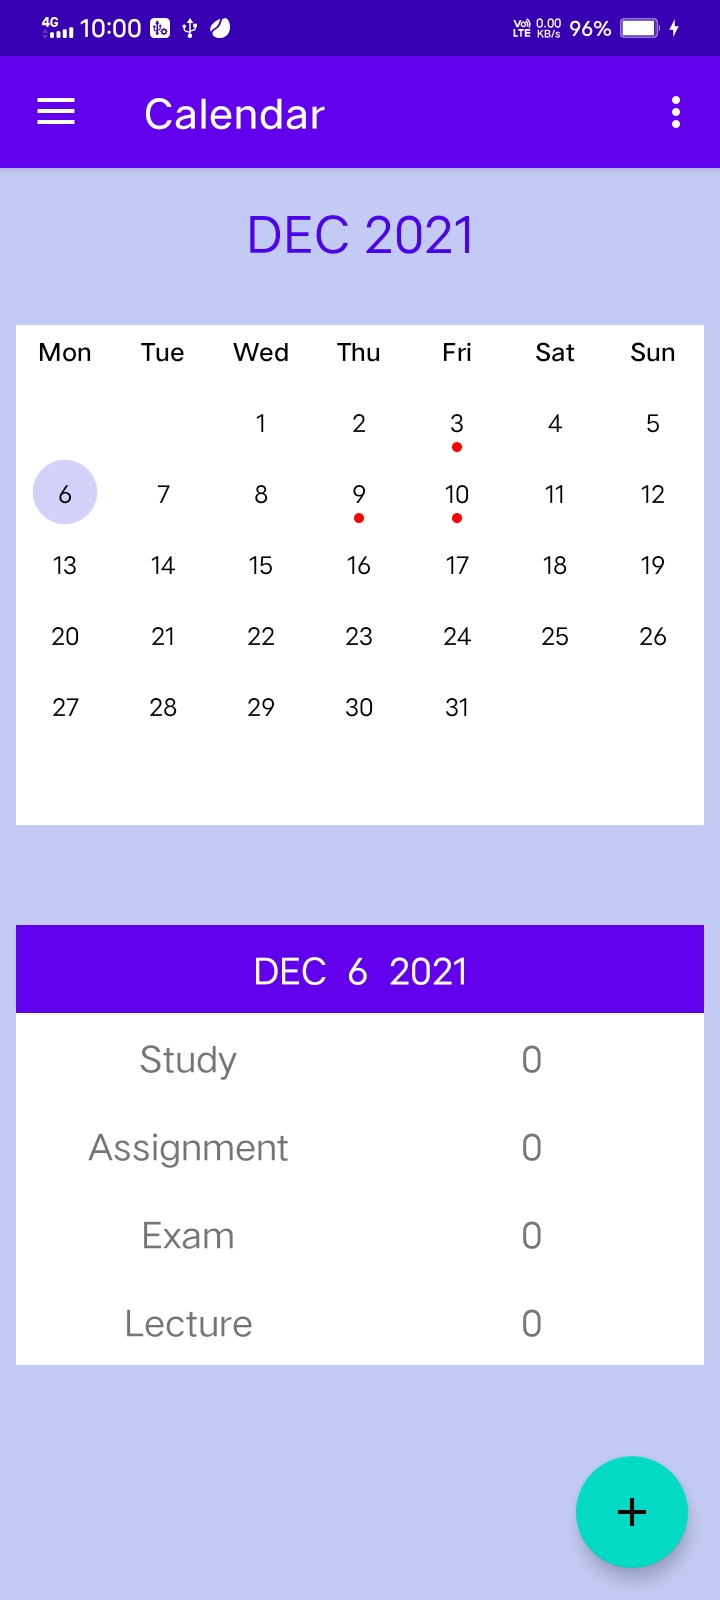 4G 10:00 Vo) LTE 0.00 KB/s 96%
Calendar
DEC 2021
Mon Tue Wed Thu Fri Sat Sun
1 2 3 4 5
6 7 8 9 10 11 12
13 14 15 16 17 18 19
20 21 22 23 24 25 26
27 28 29 30 31
DEC 6 2021
Study 0
Assignment 0
Exam 0
Lecture 0
+